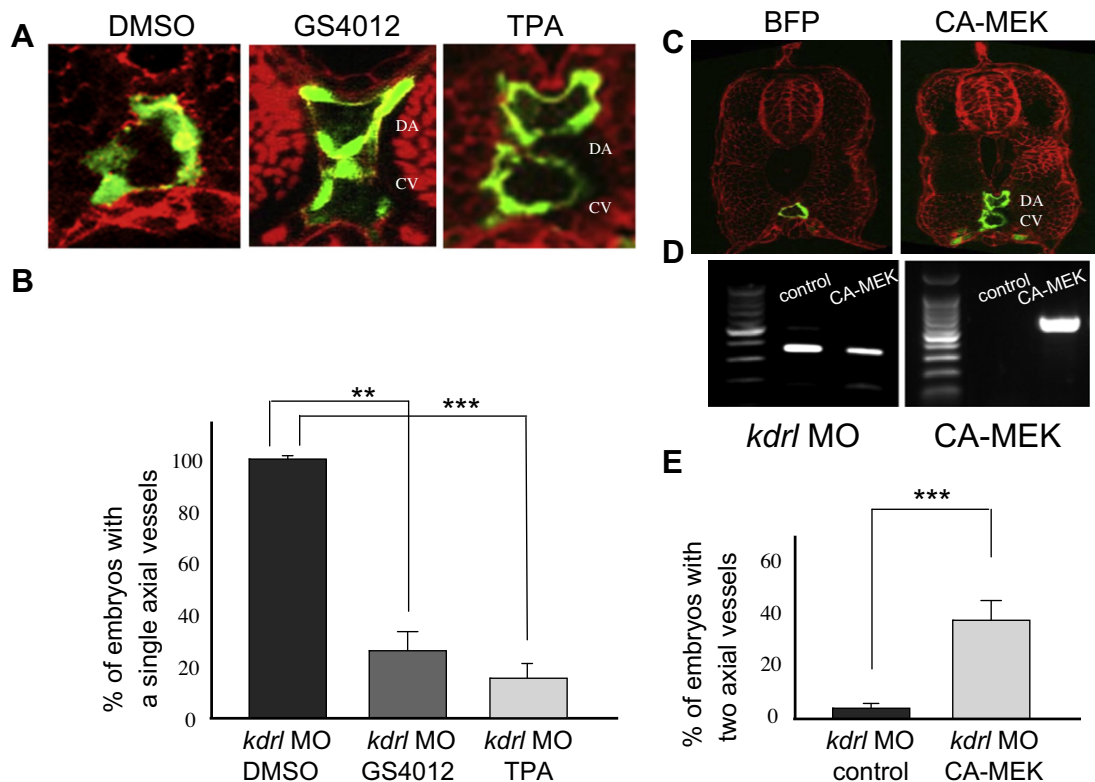 A
DMSO
GS4012
TPA
DA
CV
DA
CV
B
% of embryos with
a single axial vessels
100
80
60
40
20
0
**
***
kdrl MO
DMSO
kdrl MO
GS4012
kdrl MO
TPA
C
BFP
CA-MEK
DA
CV
D
control
CA-MEK
control
CA-MEK
kdrl MO
CA-MEK
E
% of embryos with
two axial vessels
60
40
20
0
***
kdrl MO
control
kdrl MO
CA-MEK